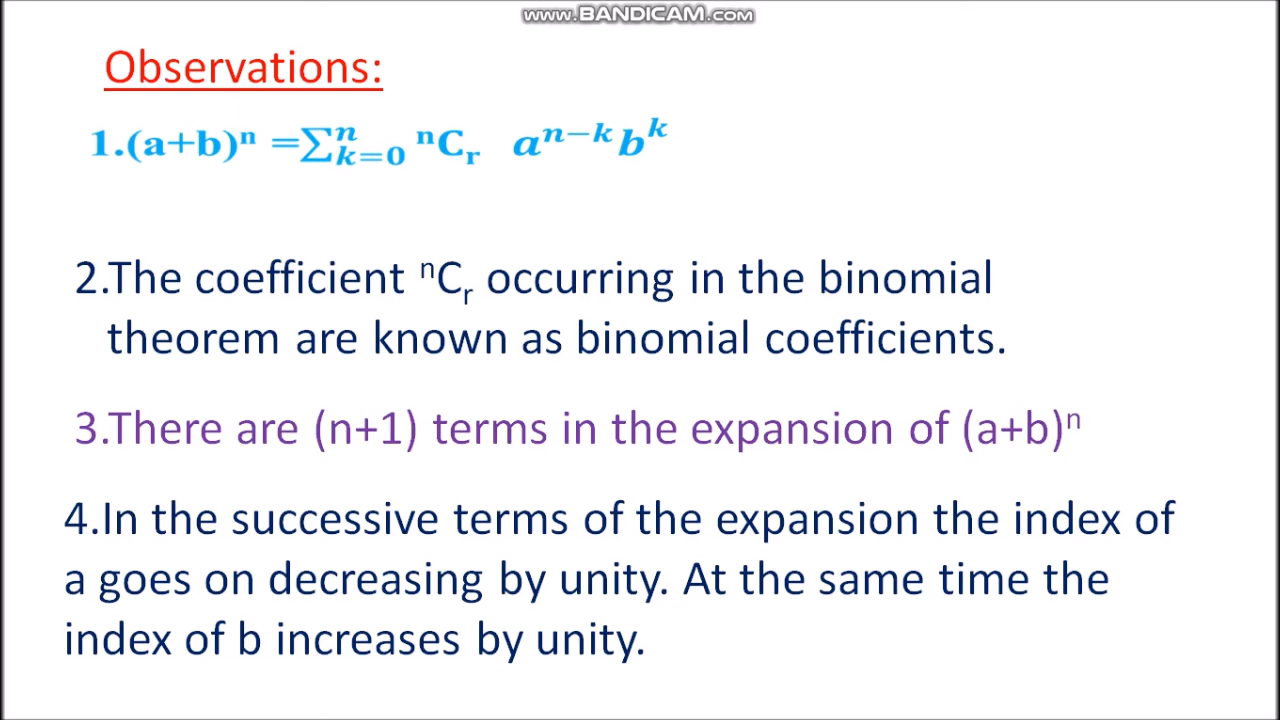 www.BANDICAM.com
Observations:
1.(a+b)ⁿ =∑ⁿₖ₌₀ ⁿCᵣ aⁿ⁻ᵏbᵏ
2.The coefficient ⁿCᵣ occurring in the binomial
theorem are known as binomial coefficients.
3.There are (n+1) terms in the expansion of (a+b)ⁿ
4.In the successive terms of the expansion the index of
a goes on decreasing by unity. At the same time the
index of b increases by unity.